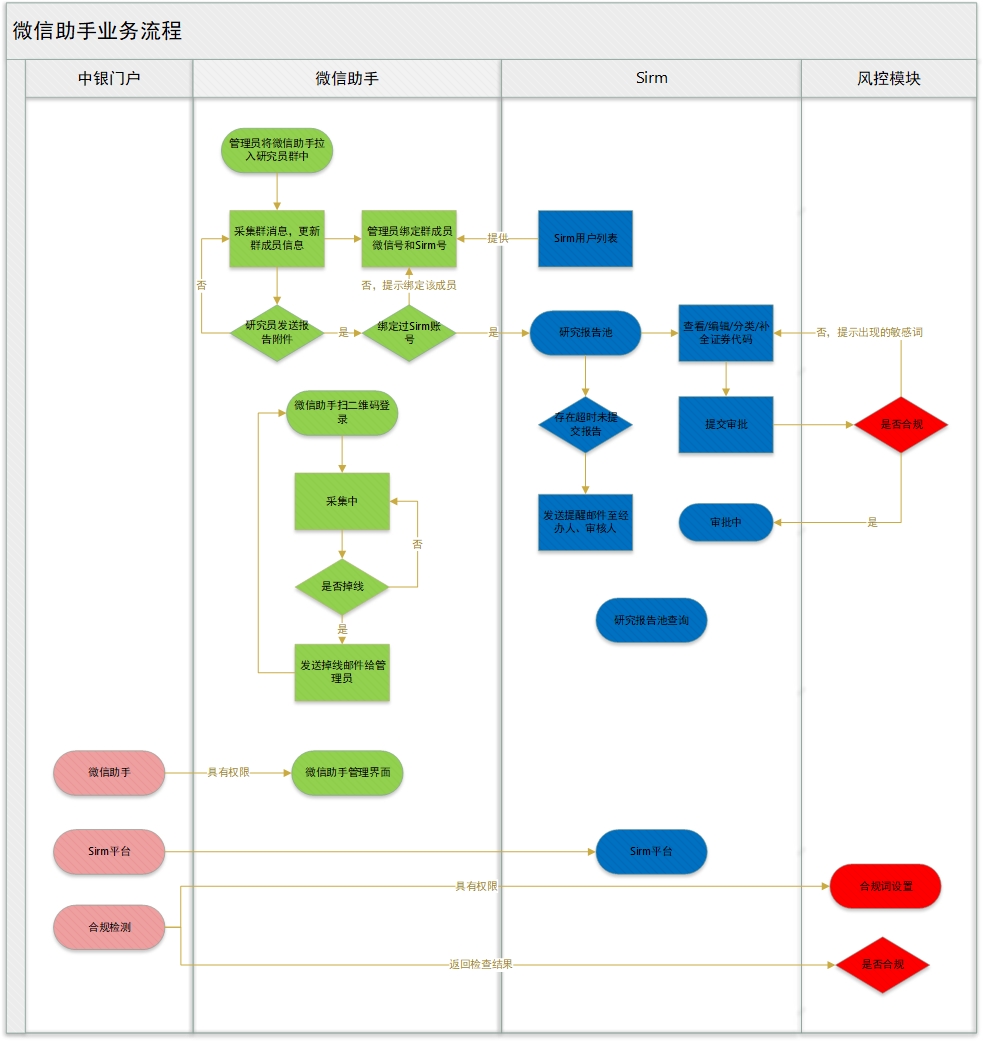 微信助手业务流程
中银门户
微信助手
Sirm
风控模块
管理员将微信助手拉
入研究员群中
采集群消息，更新
群成员信息
管理员绑定群成员
微信号和Sirm号
提供
Sirm用户列表
否
否，提示绑定该成员
研究员发送报
告附件
是
绑定过Sirm账
号
是
研究报告池
查看/编辑/分类/补
全证券代码
否，提示出现的敏感词
微信助手扫二维码登
录
存在超时未提
交报告
提交审批
是否合规
采集中
否
发送提醒邮件至经
办人、审核人
审批中
是
是否掉线
是
研究报告池查询
发送掉线邮件给管
理员
微信助手
具有权限
微信助手管理界面
Sirm平台
Sirm平台
具有权限
合规词设置
合规检测
返回检查结果
是否合规